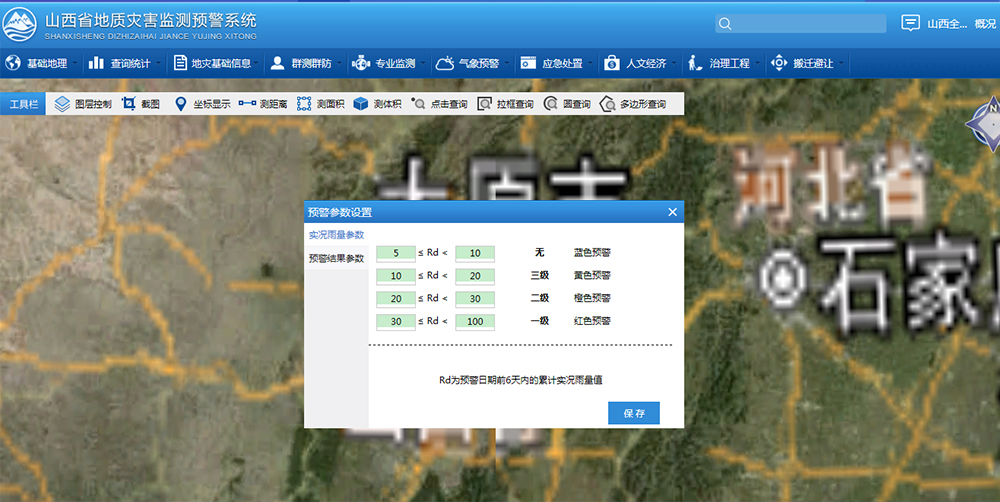 山西省地质灾害监测预警系统
SHANXISHENG DIZHIZAIHAI JIANCE YUJING XITONG
山西全... 概况
基础地理 查询统计 地灾基础信息 群测群防 专业监测 气象预警 应急处置 人文经济 治理工程 搬迁避让
工具栏 图层控制 截图 坐标显示 测距离 测面积 测体积 点击查询 拉框查询 圆查询 多边形查询
N
太原市
河北省
石家
预警参数设置
实况雨量参数
预警结果参数
5 ≤ Rd < 10 无 蓝色预警
10 ≤ Rd < 20 三级 黄色预警
20 ≤ Rd < 30 二级 橙色预警
30 ≤ Rd < 100 一级 红色预警
Rd为预警日期前6天内的累计实况雨量值
保存